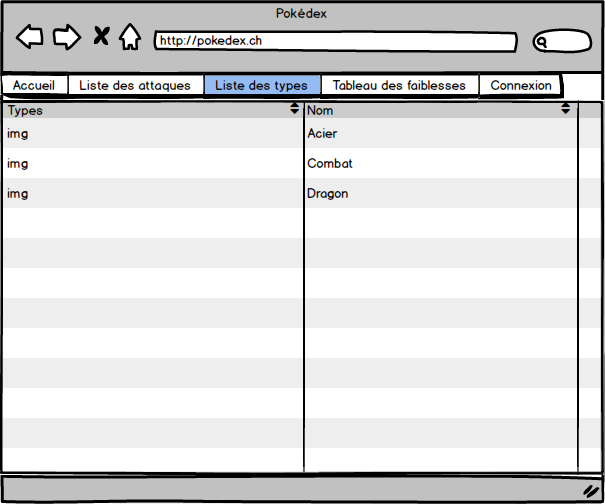 Pokédex
http://pokedex.ch
Accueil Liste des attaques Liste des types Tableau des faiblesses Connexion
Types Nom
img Acier
img Combat
img Dragon